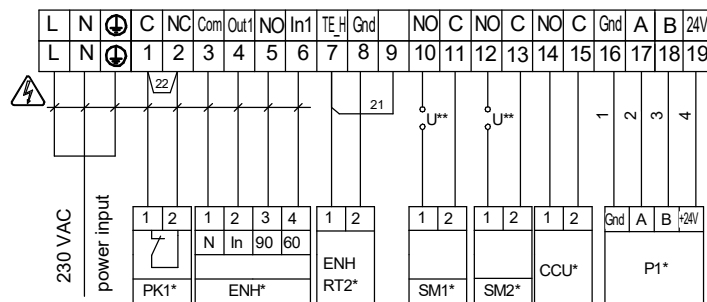 L N C NC Com Out1 NO In1 TE_H Gnd NO C NO C NO C Gnd A B 24V
L N 1 2 3 4 5 6 7 8 9 10 11 12 13 14 15 16 17 18 19
22
21
U** U**
1 2 3 4
230 VAC
power input
1 2 1 2 3 4 1 2 1 2 1 2 1 2 Gnd A B +24V
N In 90 60
ENH
RT2*
CCU* P1*
PK1* ENH* SM1* SM2*